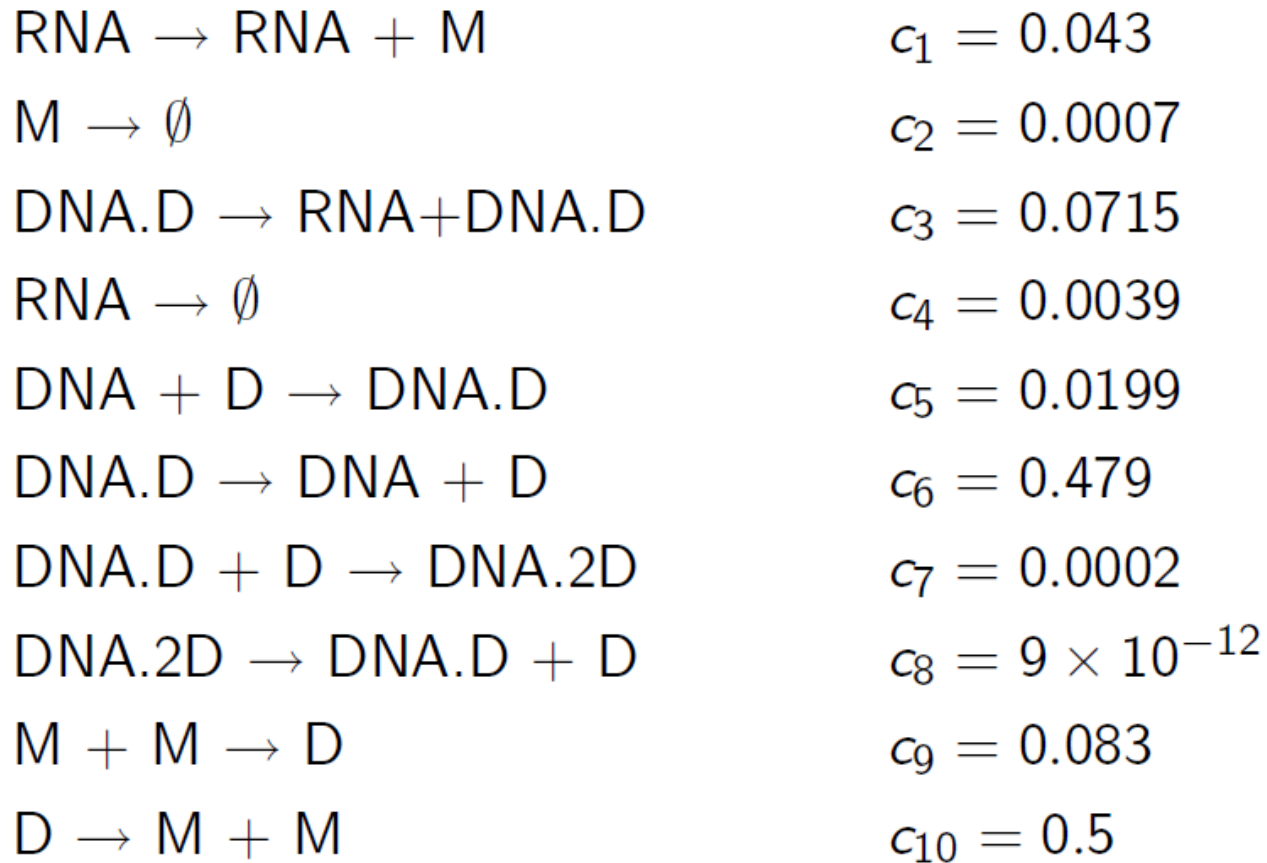 RNA → RNA + M c₁ = 0.043
M → ∅ c₂ = 0.0007
DNA.D → RNA+DNA.D c₃ = 0.0715
RNA → ∅ c₄ = 0.0039
DNA + D → DNA.D c₅ = 0.0199
DNA.D → DNA + D c₆ = 0.479
DNA.D + D → DNA.2D c₇ = 0.0002
DNA.2D → DNA.D + D c₈ = 9 × 10⁻¹²
M + M → D c₉ = 0.083
D → M + M c₁₀ = 0.5